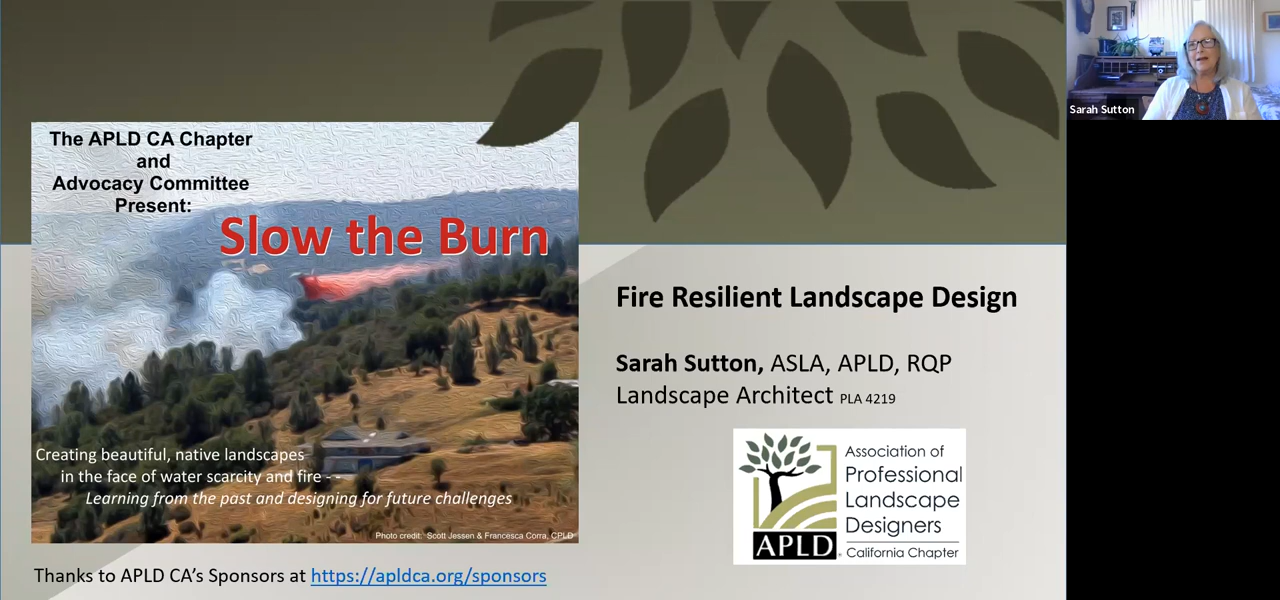 The APLD CA Chapter
and
Advocacy Committee
Present:
Slow the Burn
Creating beautiful, native landscapes
in the face of water scarcity and fire - -
Learning from the past and designing for future challenges
Photo credit: Scott Jessen & Francesca Corra, CPLD
Thanks to APLD CA's Sponsors at https://apldca.org/sponsors
Fire Resilient Landscape Design
Sarah Sutton, ASLA, APLD, RQP
Landscape Architect PLA 4219
APLD
Association of
Professional
Landscape
Designers
California Chapter
Sarah Sutton